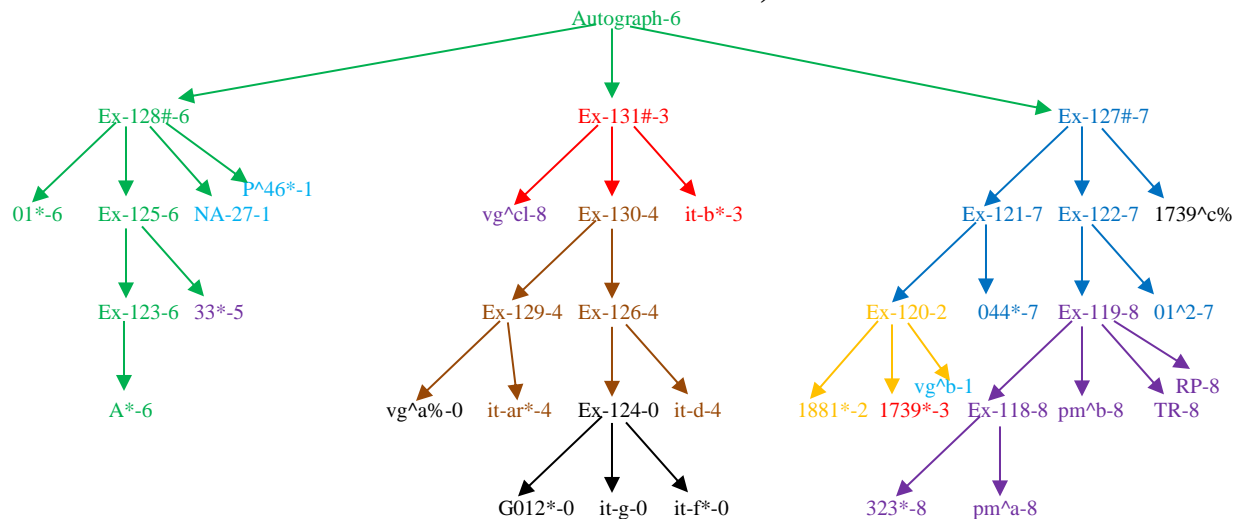 Autograph-6
Ex-128#-6 Ex-131#-3 Ex-127#-7
P^46*-1
01*-6 Ex-125-6 NA-27-1 vg^cl-8 Ex-130-4 it-b*-3 Ex-121-7 Ex-122-7 1739^c%
Ex-123-6 33*-5 Ex-129-4 Ex-126-4 Ex-120-2 044*-7 Ex-119-8 01^2-7
vg^b-1 RP-8
A*-6 vg^a%-0 it-ar*-4 Ex-124-0 it-d-4 1881*-2 1739*-3 Ex-118-8 pm^b-8 TR-8
G012*-0 it-g-0 it-f*-0 323*-8 pm^a-8